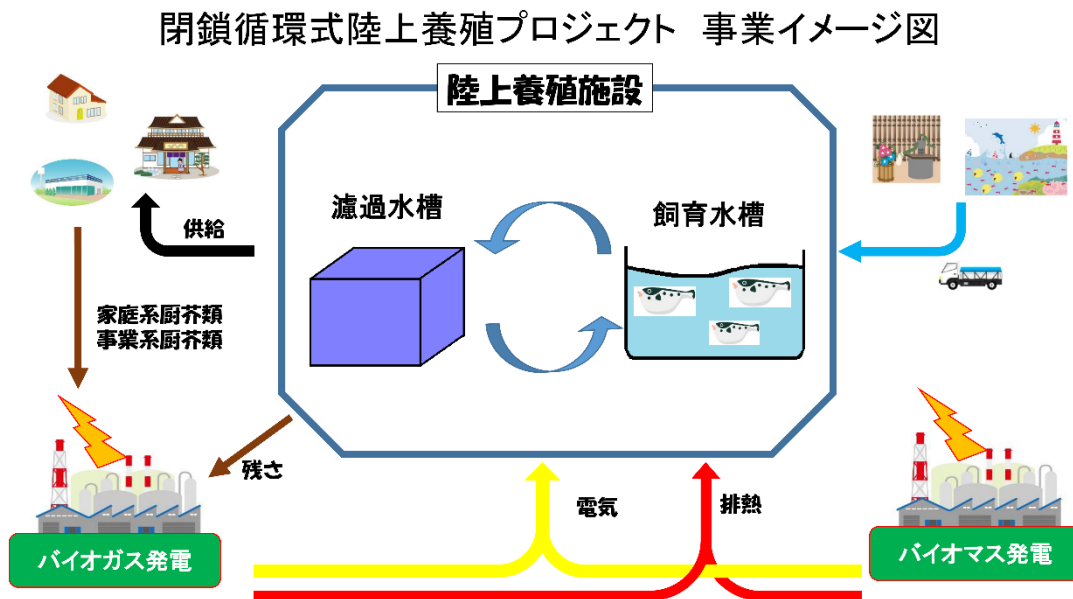 閉鎖循環式陸上養殖プロジェクト 事業イメージ図
陸上養殖施設
濾過水槽
飼育水槽
供給
家庭系厨芥類
事業系厨芥類
残さ
電気
排熱
バイオガス発電
バイオマス発電